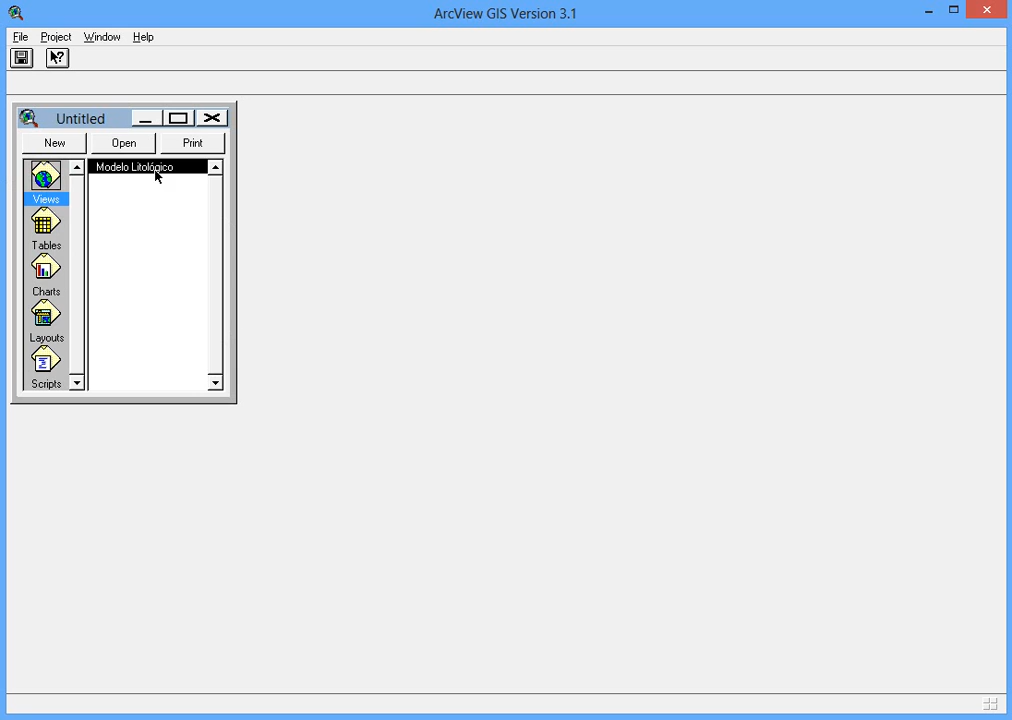 ArcView GIS Version 3.1
File Project Window Help
Untitled
New Open Print
Modelo Litológico
Views
Tables
Charts
Layouts
Scripts